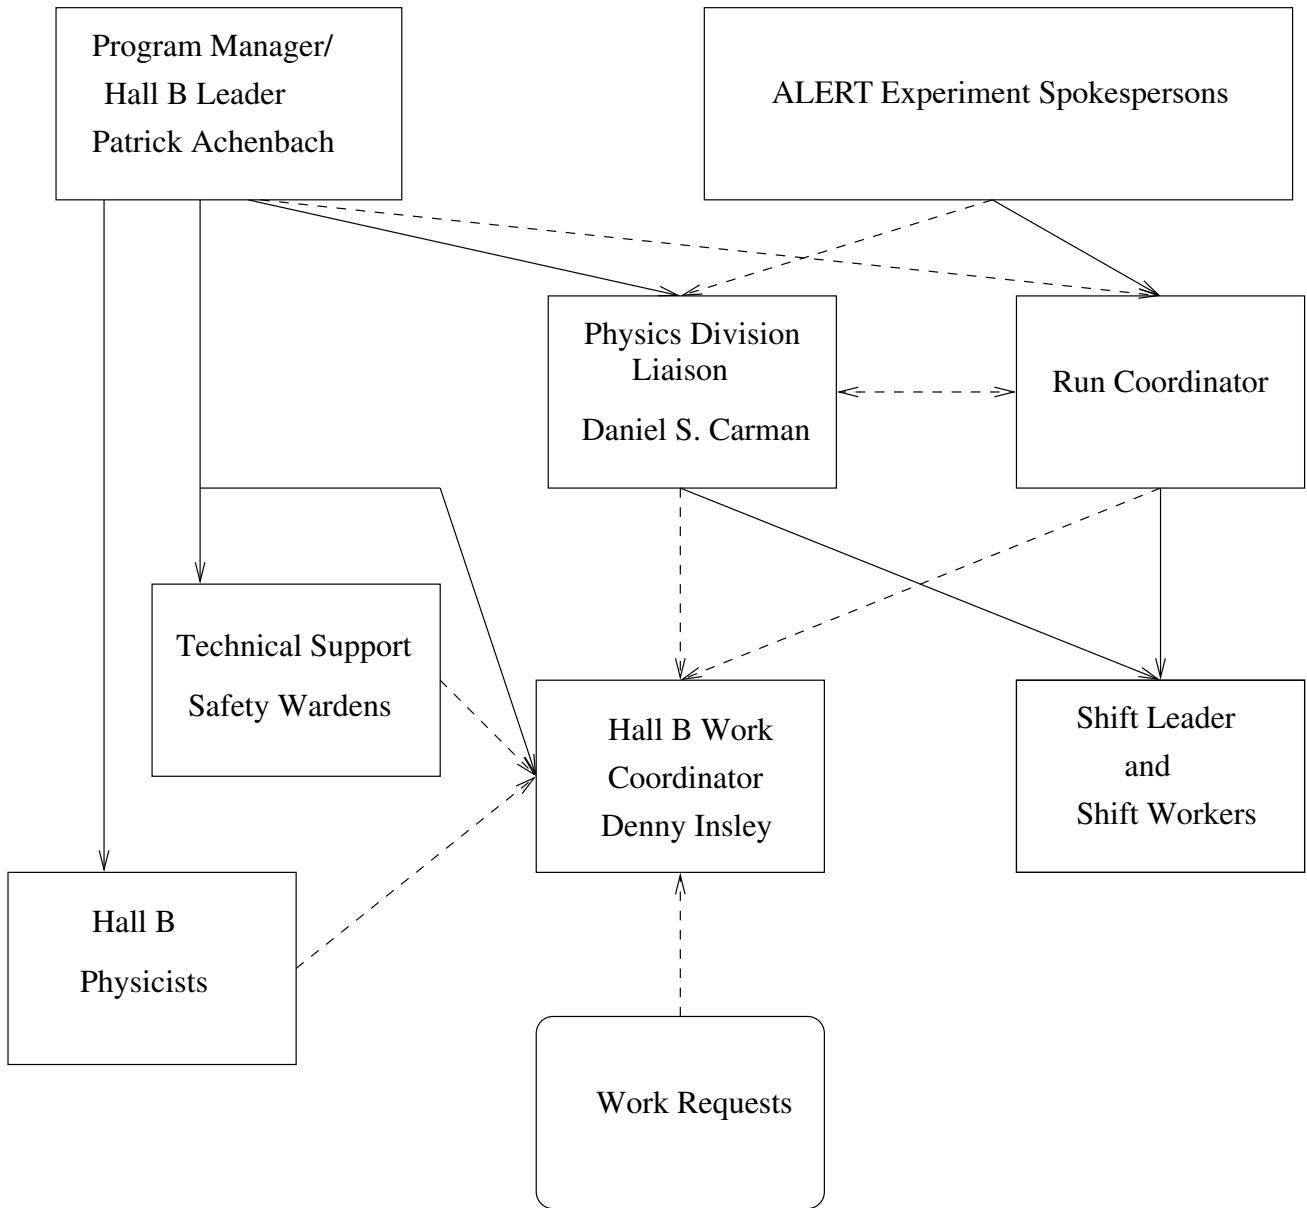 Program Manager/
Hall B Leader
Patrick Achenbach
ALERT Experiment Spokespersons
Physics Division
Liaison
Daniel S. Carman
Run Coordinator
Technical Support
Safety Wardens
Hall B Work
Coordinator
Denny Insley
Shift Leader
and
Shift Workers
Hall B
Physicists
Work Requests